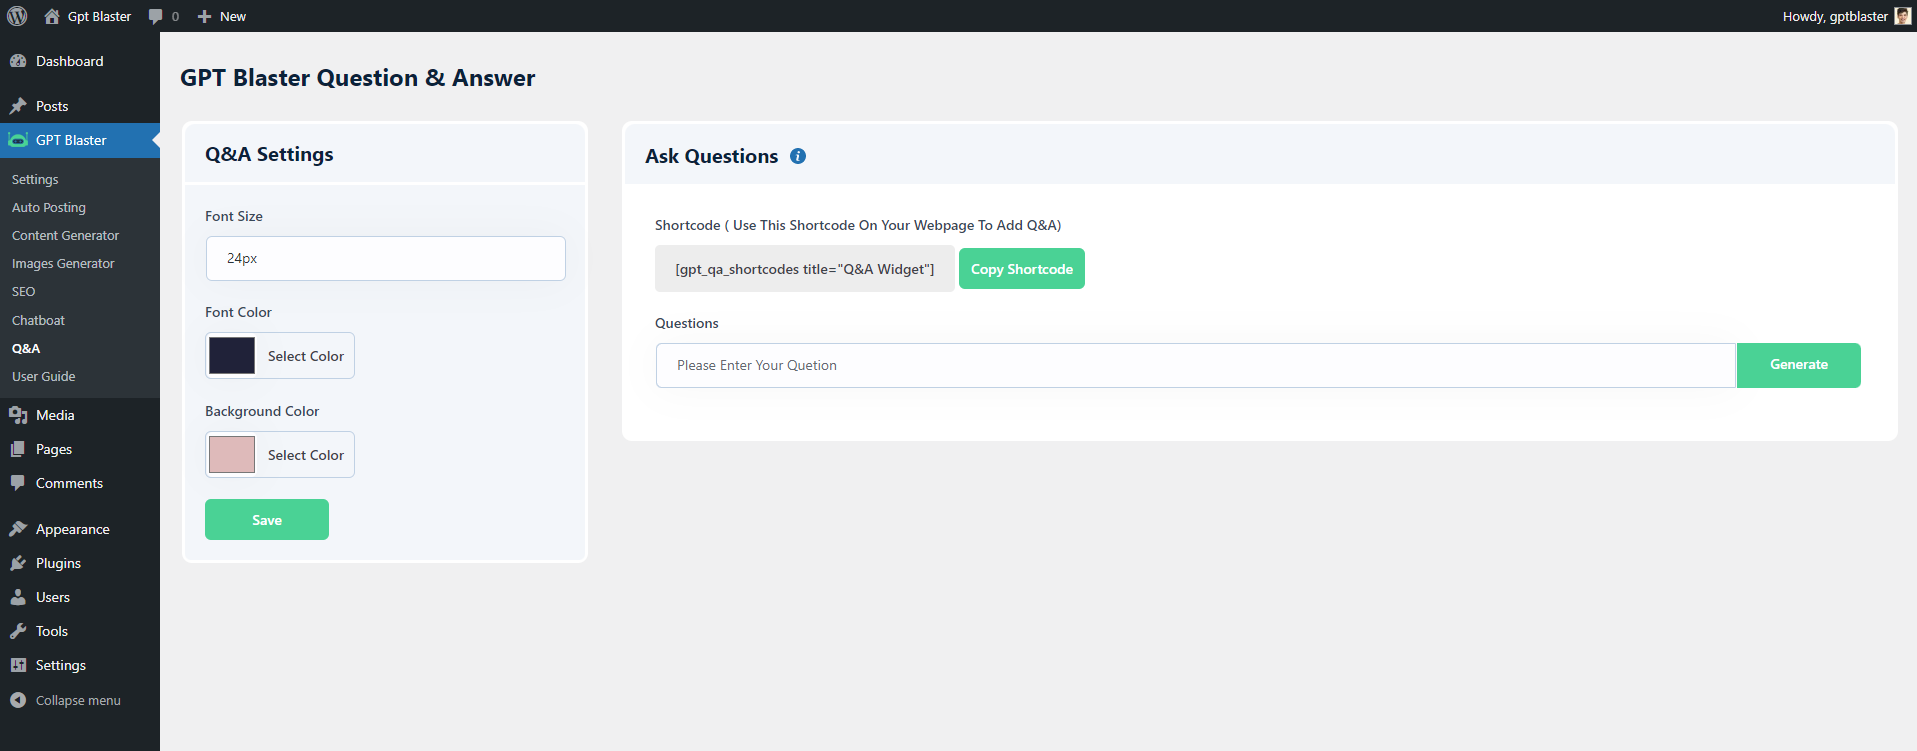 Gpt Blaster 0 New Howdy, gptblaster
Dashboard
Posts
GPT Blaster
Settings
Auto Posting
Content Generator
Images Generator
SEO
Chatboat
Q&A
User Guide
Media
Pages
Comments
Appearance
Plugins
Users
Tools
Settings
Collapse menu
GPT Blaster Question & Answer
Q&A Settings
Font Size
24px
Font Color
Select Color
Background Color
Select Color
Save
Ask Questions
Shortcode ( Use This Shortcode On Your Webpage To Add Q&A)
[gpt_qa_shortcodes title="Q&A Widget"] Copy Shortcode
Questions
Please Enter Your Quetion Generate